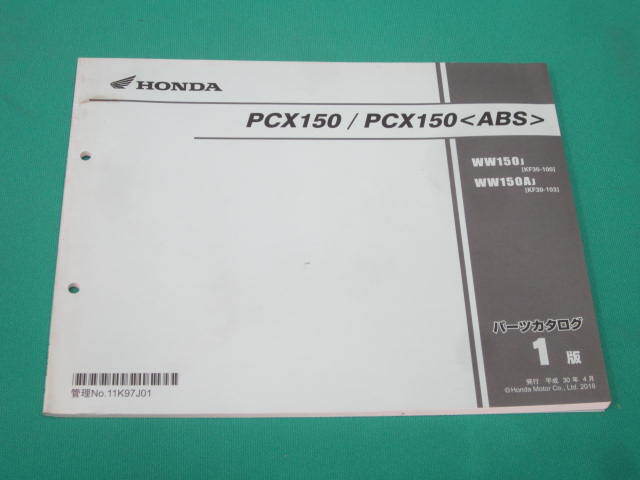 HONDA
PCX150 / PCX150<ABS>
WW150J
[KF30-100]
WW150AJ
[KF30-103]
パーツカタログ
1 版
発行 平成 30 年 4 月
©Honda Motor Co., Ltd. 2018
管理No.11K97J01